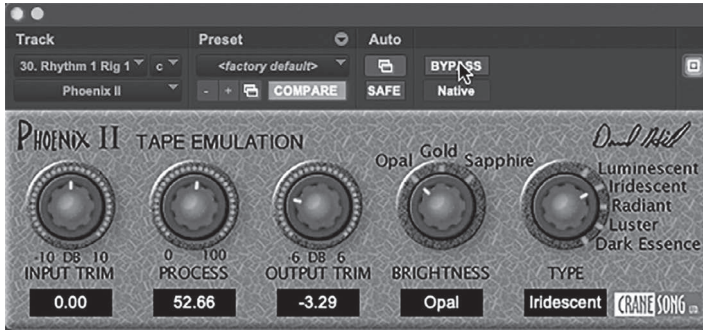 Track Preset Auto
30. Rhythm 1 Rig 1 c <factory default> BYPASS
Phoenix II - + COMPARE SAFE Native
PHOENIX II TAPE EMULATION
Opal Gold Sapphire
Luminescent
Iridescent
Radiant
Luster
Dark Essence
-10 DB 10 0 100 -6 DB 6
INPUT TRIM PROCESS OUTPUT TRIM BRIGHTNESS TYPE
0.00 52.66 -3.29 Opal Iridescent CRANE SONG LTD